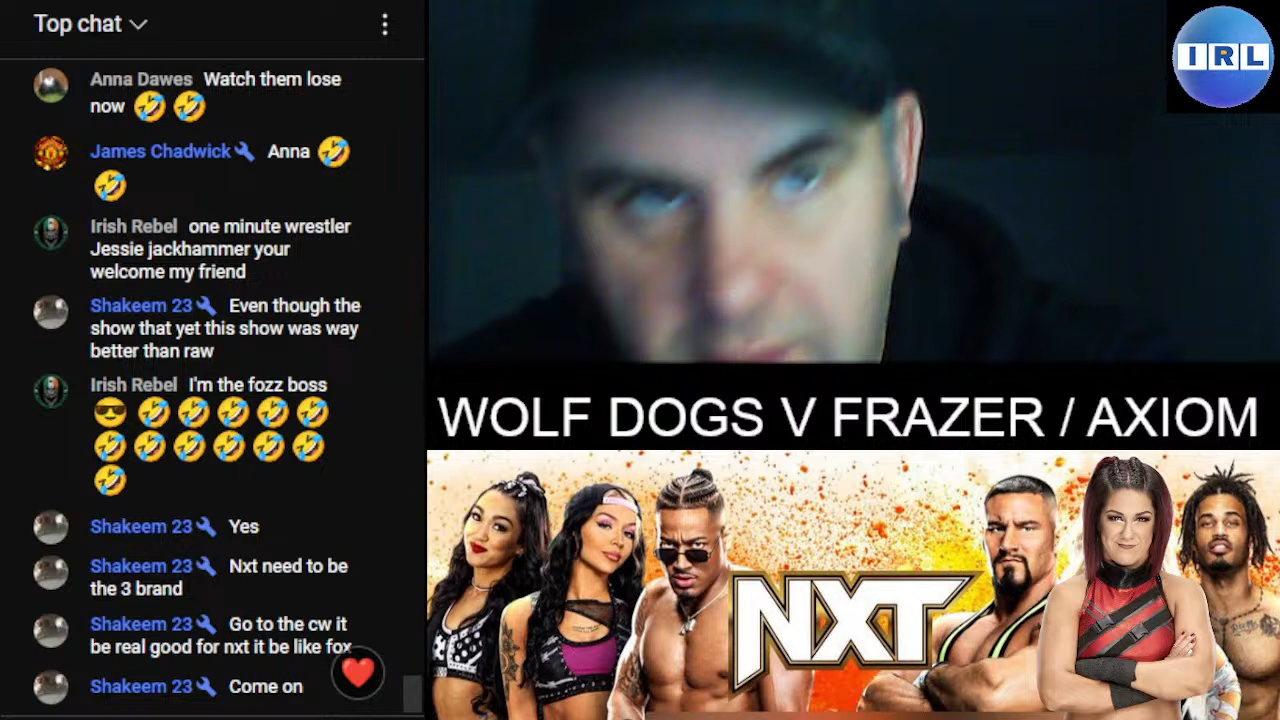 Top chat
Anna Dawes Watch them lose
now 🤣 🤣
James Chadwick Anna 🤣
🤣
Irish Rebel one minute wrestler
Jessie jackhammer your
welcome my friend
Shakeem 23 Even though the
show that yet this show was way
better than raw
Irish Rebel I'm the fozz boss
😎 🤣 🤣 🤣 🤣 🤣
🤣 🤣 🤣 🤣 🤣 🤣
🤣
Shakeem 23 Yes
Shakeem 23 Nxt need to be
the 3 brand
Shakeem 23 Go to the cw it
be real good for nxt it be like fox
Shakeem 23 Come on
IRL
WOLF DOGS V FRAZER / AXIOM
NXT